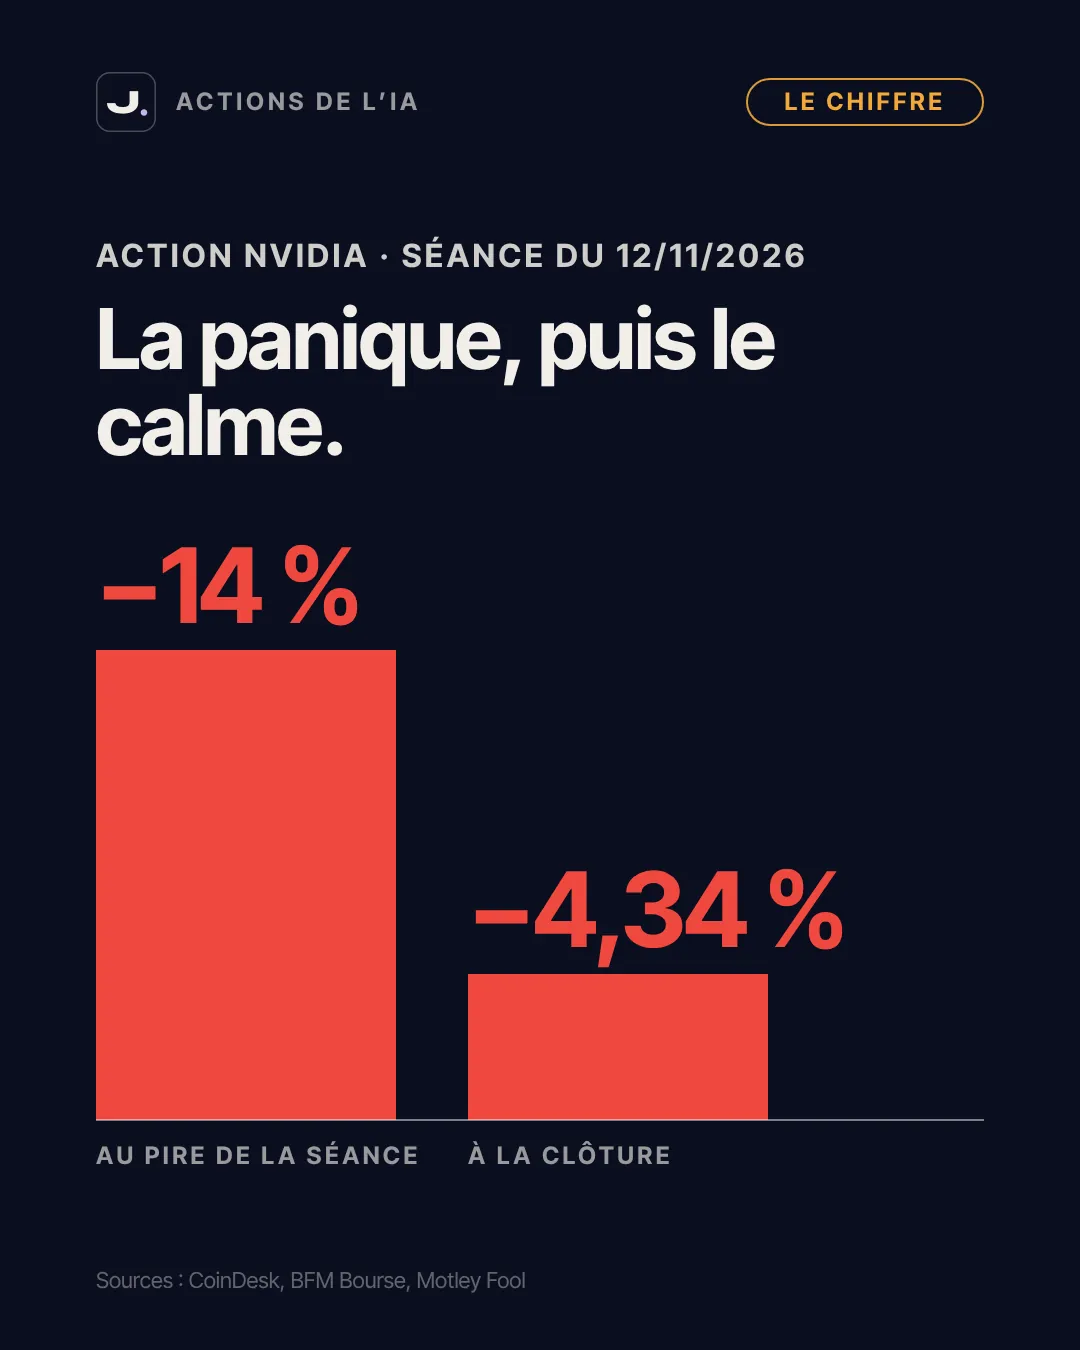 J.
ACTIONS DE L’IA
LE CHIFFRE
ACTION NVIDIA · SÉANCE DU 12/11/2026
La panique, puis le
calme.
−14 %
−4,34 %
AU PIRE DE LA SÉANCE
À LA CLÔTURE
Sources : CoinDesk, BFM Bourse, Motley Fool